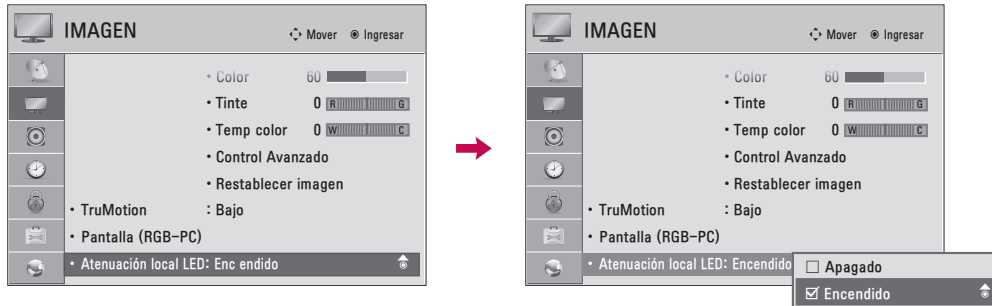 IMAGEN Mover Ingresar
• Color 60
• Tinte 0 R G
• Temp color 0 W C
• Control Avanzado
• Restablecer imagen
• TruMotion : Bajo
• Pantalla (RGB-PC)
• Atenuación local LED: Enc endido
IMAGEN Mover Ingresar
• Color 60
• Tinte 0 R G
• Temp color 0 W C
• Control Avanzado
• Restablecer imagen
• TruMotion : Bajo
• Pantalla (RGB-PC)
• Atenuación local LED: Encendido
Apagado
Encendido